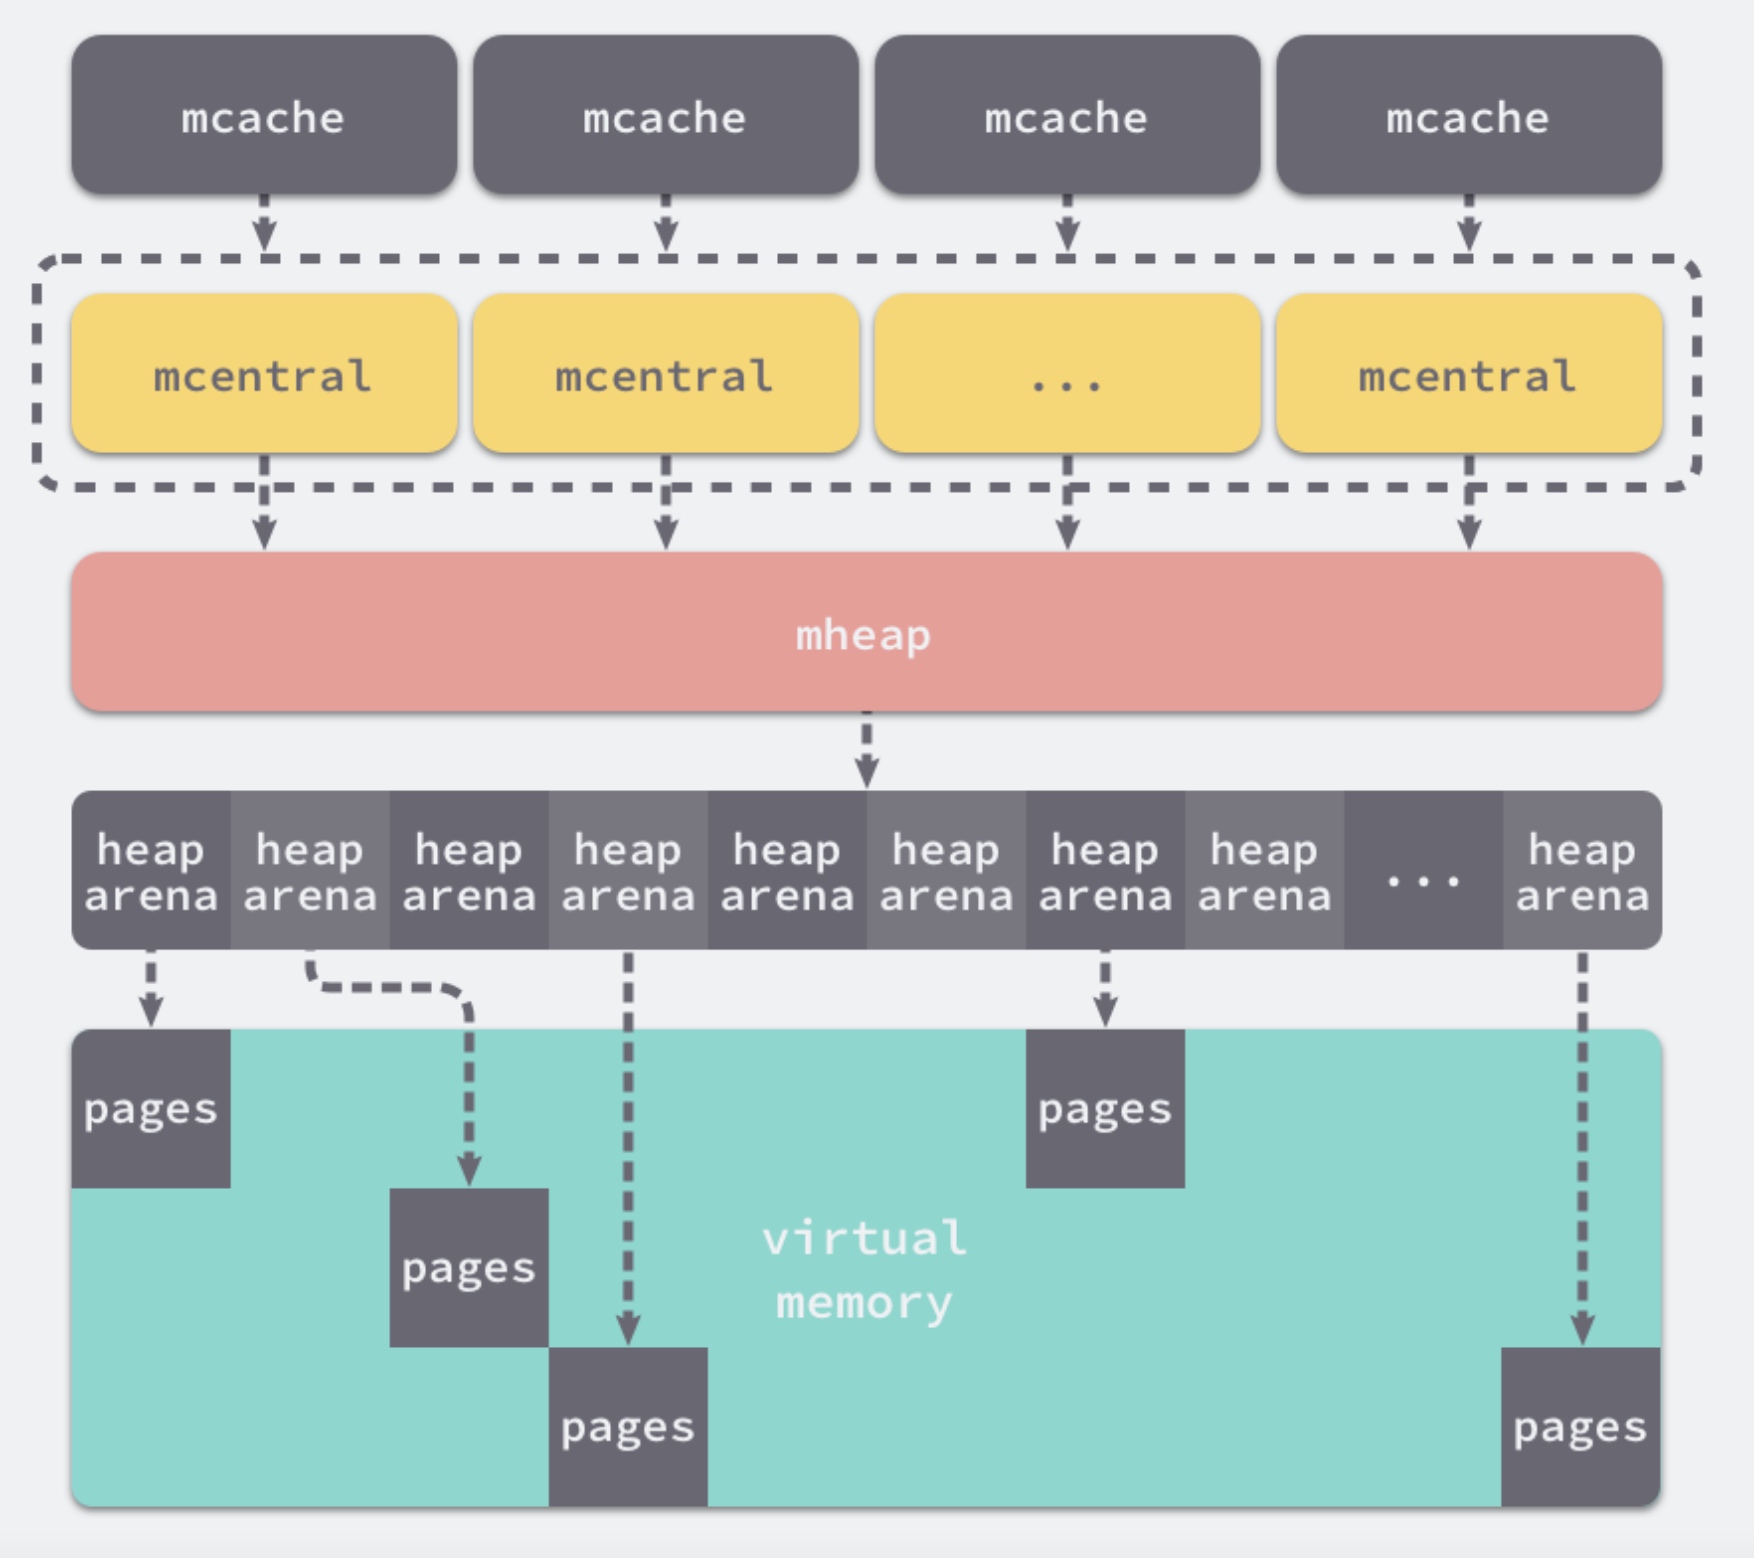 mcache mcache mcache mcache
mcentral mcentral ... mcentral
mheap
heap heap heap heap heap heap heap heap ... heap
arena arena arena arena arena arena arena arena arena
pages pages
virtual
pages
memory
pages pages